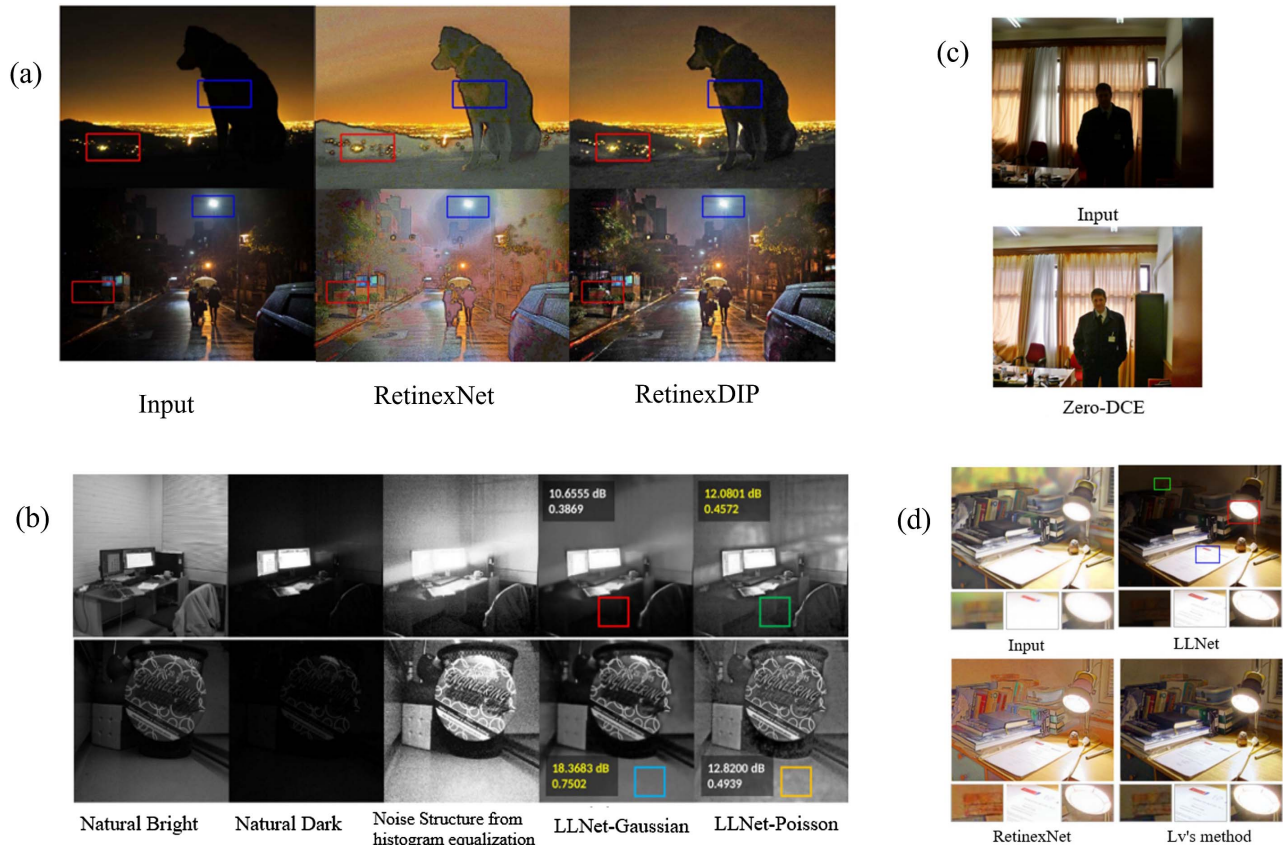 (a)
Input
RetinexNet
RetinexDIP
(c)
Input
Zero-DCE
(b)
10.6555 dB
0.3869
12.0801 dB
0.4572
18.3683 dB
0.7502
12.8200 dB
0.4939
Natural Bright
Natural Dark
Noise Structure from
histogram equalization
LLNet-Gaussian
LLNet-Poisson
(d)
Input
LLNet
RetinexNet
Lv's method